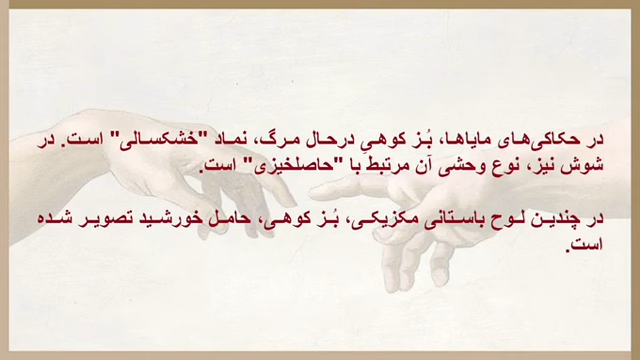 در حکاکی‌های مایاها، بُز کوهیِ درحال مرگ، نماد "خشکسالی" است. در
شوش نیز، نوع وحشی آن مرتبط با "حاصلخیزی" است.
در چندین لوح باستانی مکزیکی، بُز کوهی، حامل خورشید تصویر شده
است.